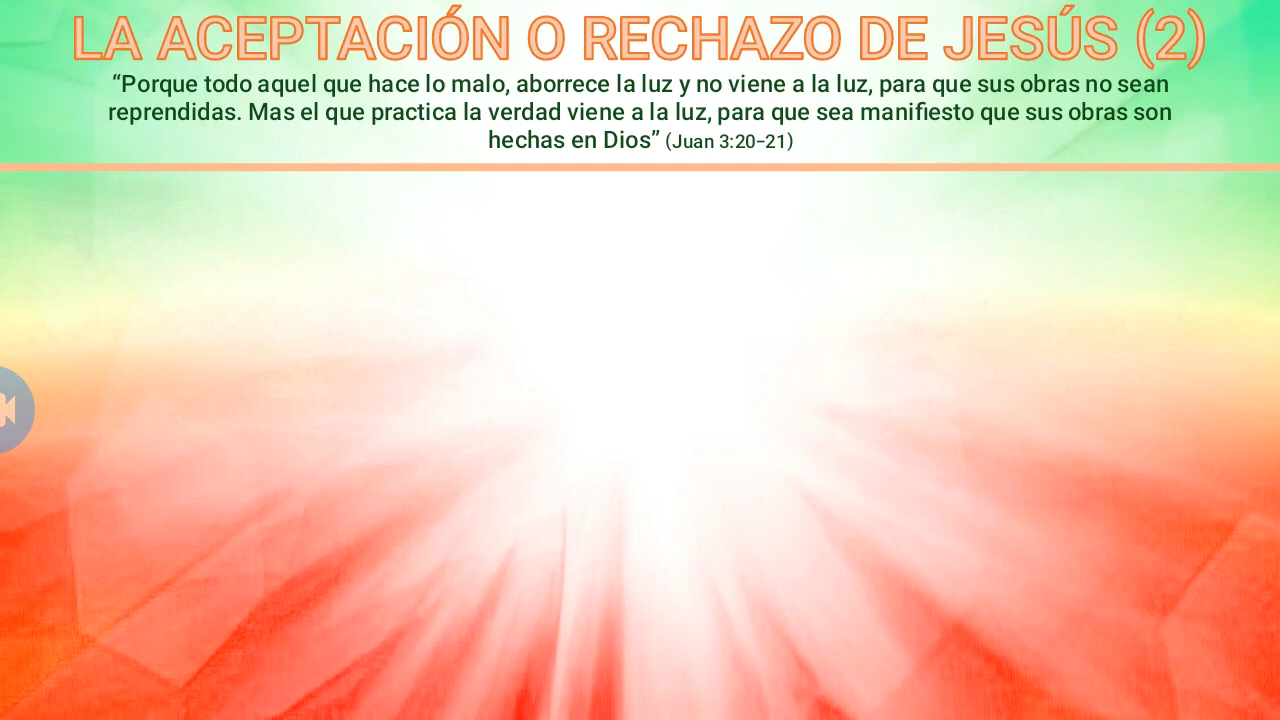 LA ACEPTACIÓN O RECHAZO DE JESÚS (2)
“Porque todo aquel que hace lo malo, aborrece la luz y no viene a la luz, para que sus obras no sean
reprendidas. Mas el que practica la verdad viene a la luz, para que sea manifiesto que sus obras son
hechas en Dios” (Juan 3:20-21)